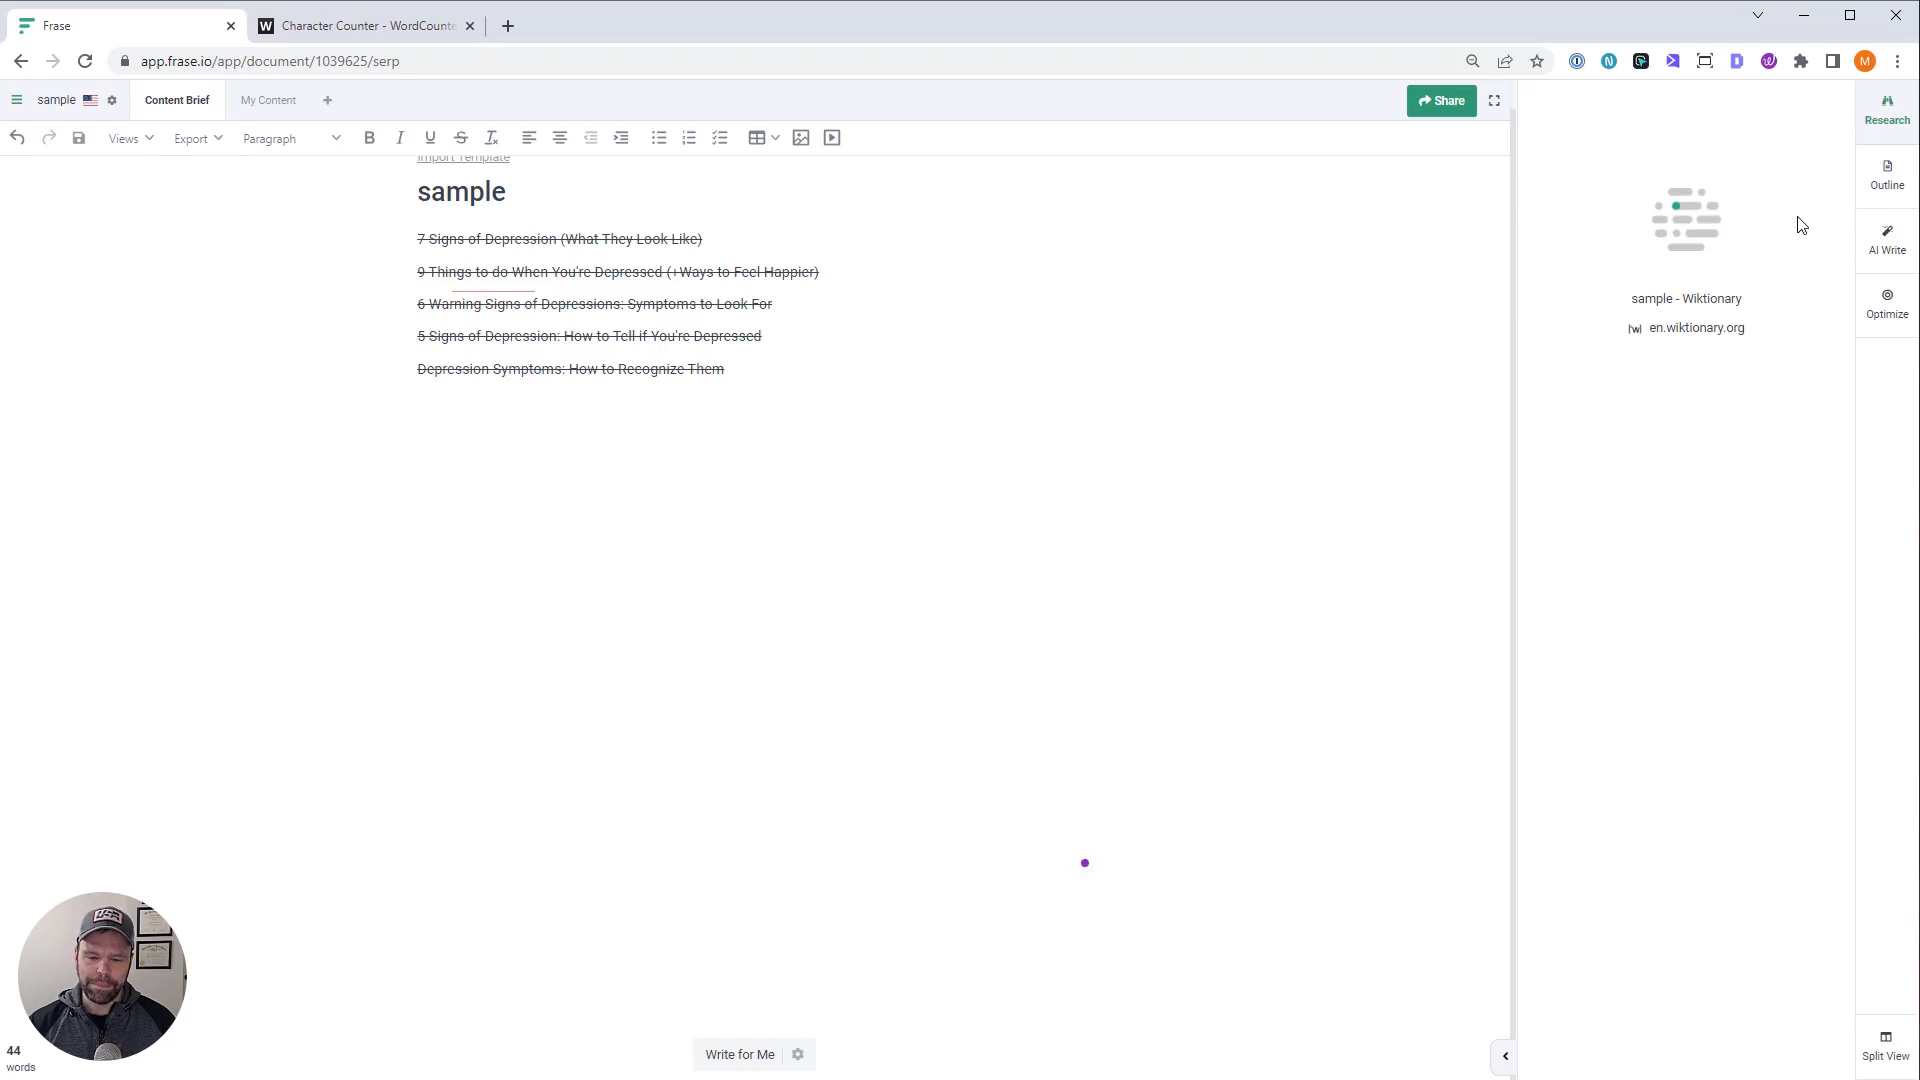 Frase
Character Counter - WordCounte
app.frase.io/app/document/1039625/serp
M
sample
Content Brief
My Content
Share
Research
Views
Export
Paragraph
Import Template
sample
7 Signs of Depression (What They Look Like)
9 Things to do When You're Depressed (+Ways to Feel Happier)
6 Warning Signs of Depressions: Symptoms to Look For
5 Signs of Depression: How to Tell if You're Depressed
Depression Symptoms: How to Recognize Them
sample - Wiktionary
en.wiktionary.org
Outline
AI Write
Optimize
Write for Me
44
words
Split View